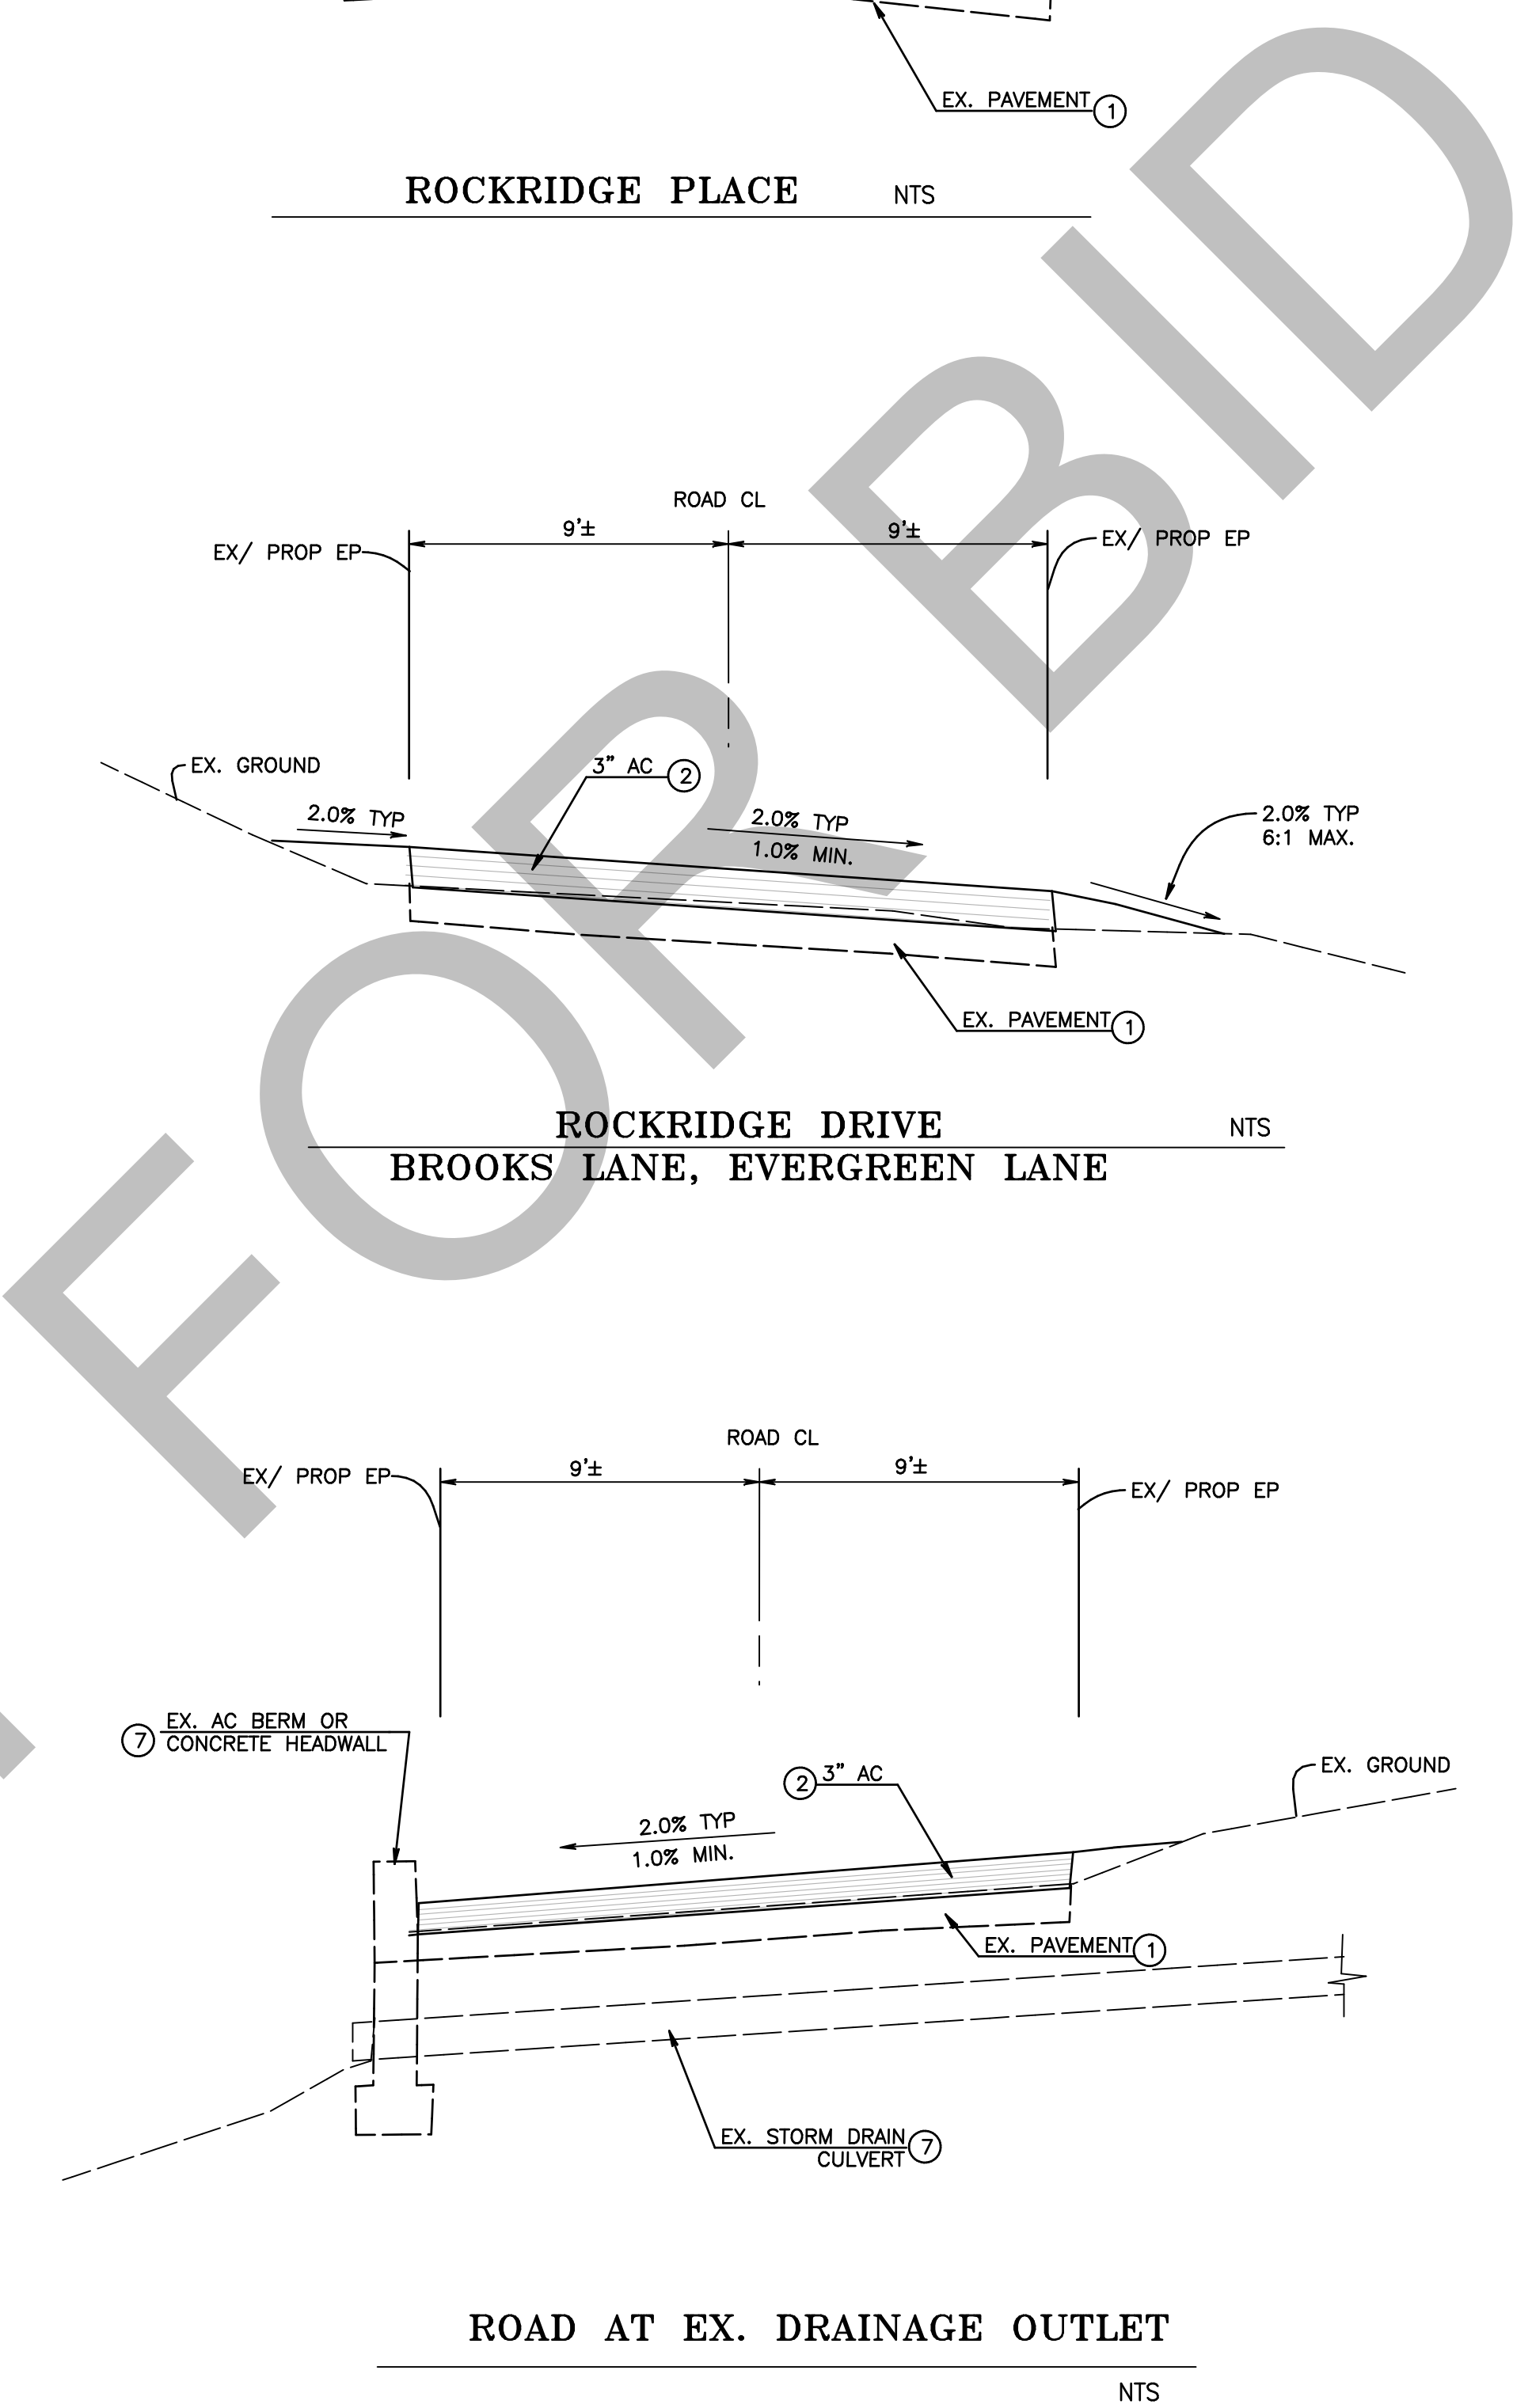 EX. PAVEMENT 1
ROCKRIDGE PLACE NTS
ROAD CL
9'± 9'±
EX/ PROP EP EX/ PROP EP
EX. GROUND
3" AC 2
2.0% TYP
2.0% TYP
1.0% MIN.
2.0% TYP
6:1 MAX.
EX. PAVEMENT 1
ROCKRIDGE DRIVE NTS
BROOKS LANE, EVERGREEN LANE
ROAD CL
9'± 9'±
EX/ PROP EP EX/ PROP EP
7 EX. AC BERM OR
CONCRETE HEADWALL
2 3" AC
EX. GROUND
2.0% TYP
1.0% MIN.
EX. PAVEMENT 1
EX. STORM DRAIN 7
CULVERT
ROAD AT EX. DRAINAGE OUTLET
NTS
FOR BID